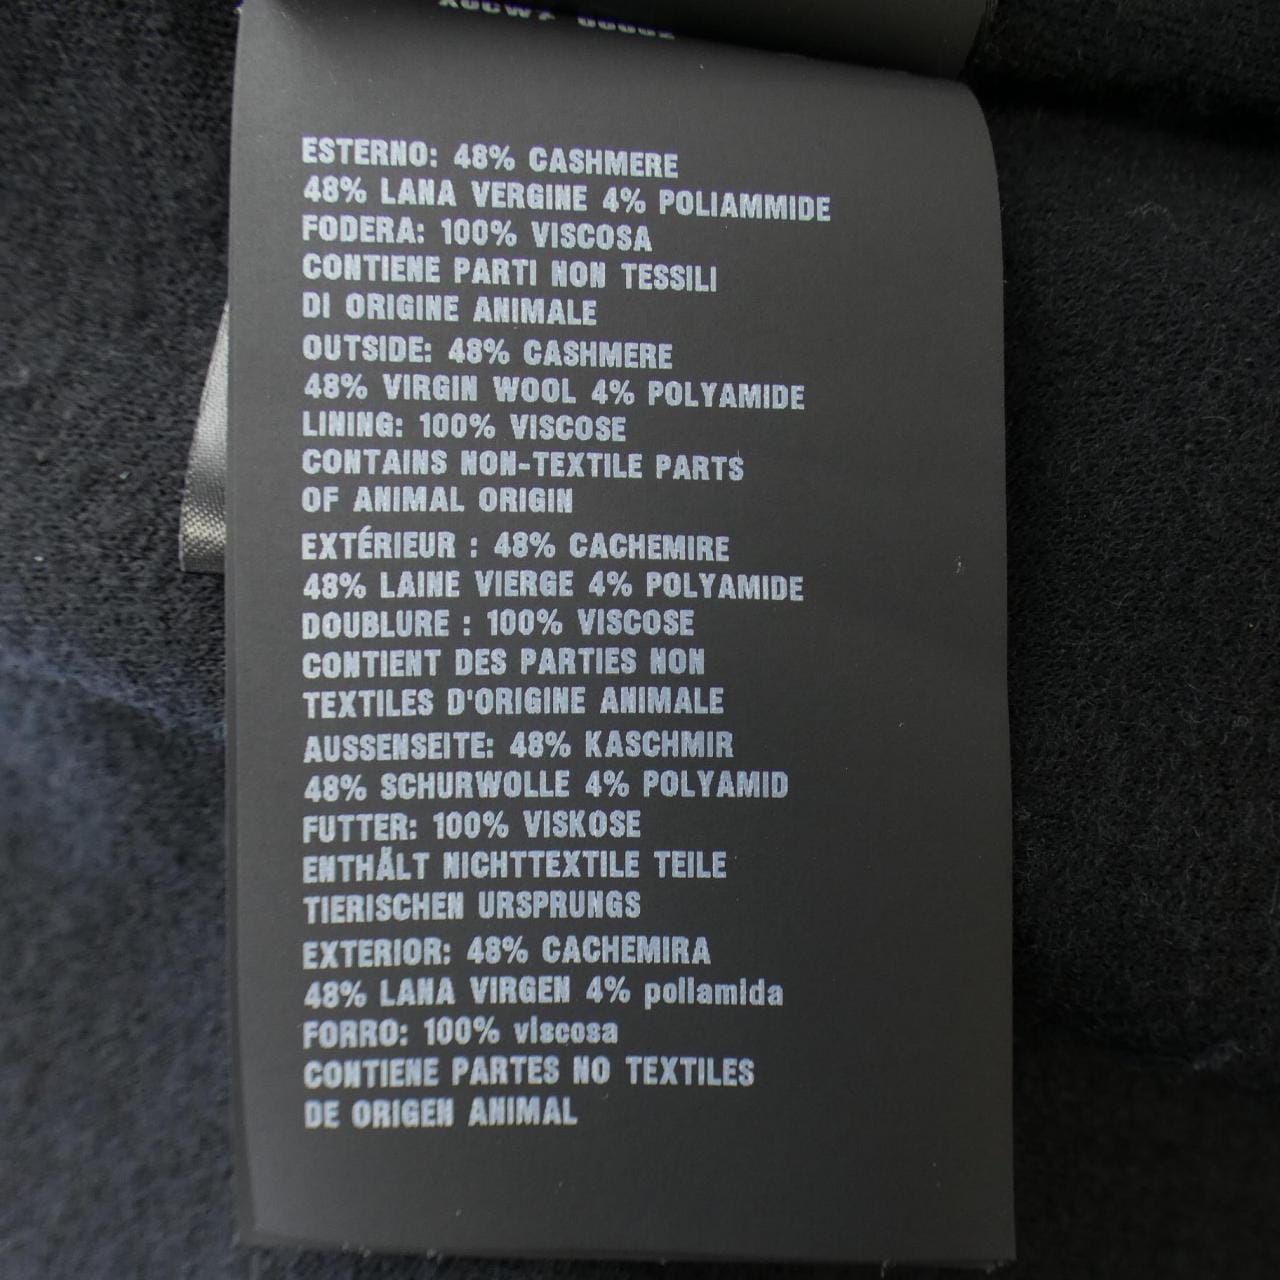 ESTERNO: 48% CASHMERE
48% LANA VERGINE 4% POLIAMMIDE
FODERA: 100% VISCOSA
CONTIENE PARTI NON TESSILI
DI ORIGINE ANIMALE
OUTSIDE: 48% CASHMERE
48% VIRGIN WOOL 4% POLYAMIDE
LINING: 100% VISCOSE
CONTAINS NON-TEXTILE PARTS
OF ANIMAL ORIGIN
EXTÉRIEUR : 48% CACHEMIRE
48% LAINE VIERGE 4% POLYAMIDE
DOUBLURE : 100% VISCOSE
CONTIENT DES PARTIES NON
TEXTILES D'ORIGINE ANIMALE
AUSSENSEITE: 48% KASCHMIR
48% SCHURWOLLE 4% POLYAMID
FUTTER: 100% VISKOSE
ENTHÄLT NICHTTEXTILE TEILE
TIERISCHEN URSPRUNGS
EXTERIOR: 48% CACHEMIRA
48% LANA VIRGEN 4% poliamida
FORRO: 100% viscosa
CONTIENE PARTES NO TEXTILES
DE ORIGEN ANIMAL